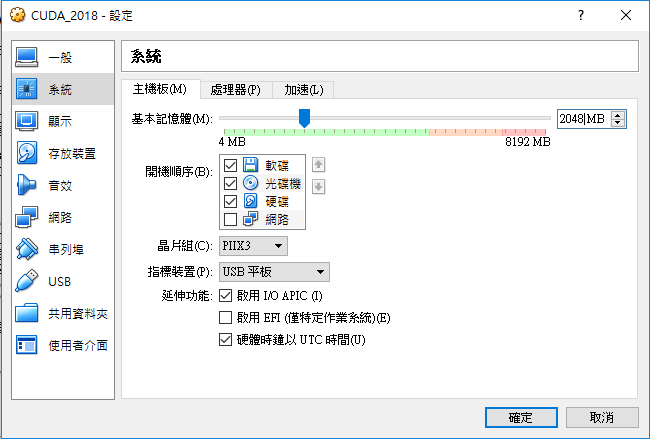 CUDA_2018 - 設定
一般
系統
顯示
存放裝置
音效
網路
串列埠
USB
共用資料夾
使用者介面
系統
主機板(M) 處理器(P) 加速(L)
基本記憶體(M): 2048 MB
4 MB 8192 MB
開機順序(B): 軟碟
光碟機
硬碟
網路
晶片組(C): PIIX3
指標裝置(P): USB 平板
延伸功能: 啟用 I/O APIC (I)
啟用 EFI (僅特定作業系統)(E)
硬體時鐘以 UTC 時間(U)
確定 取消